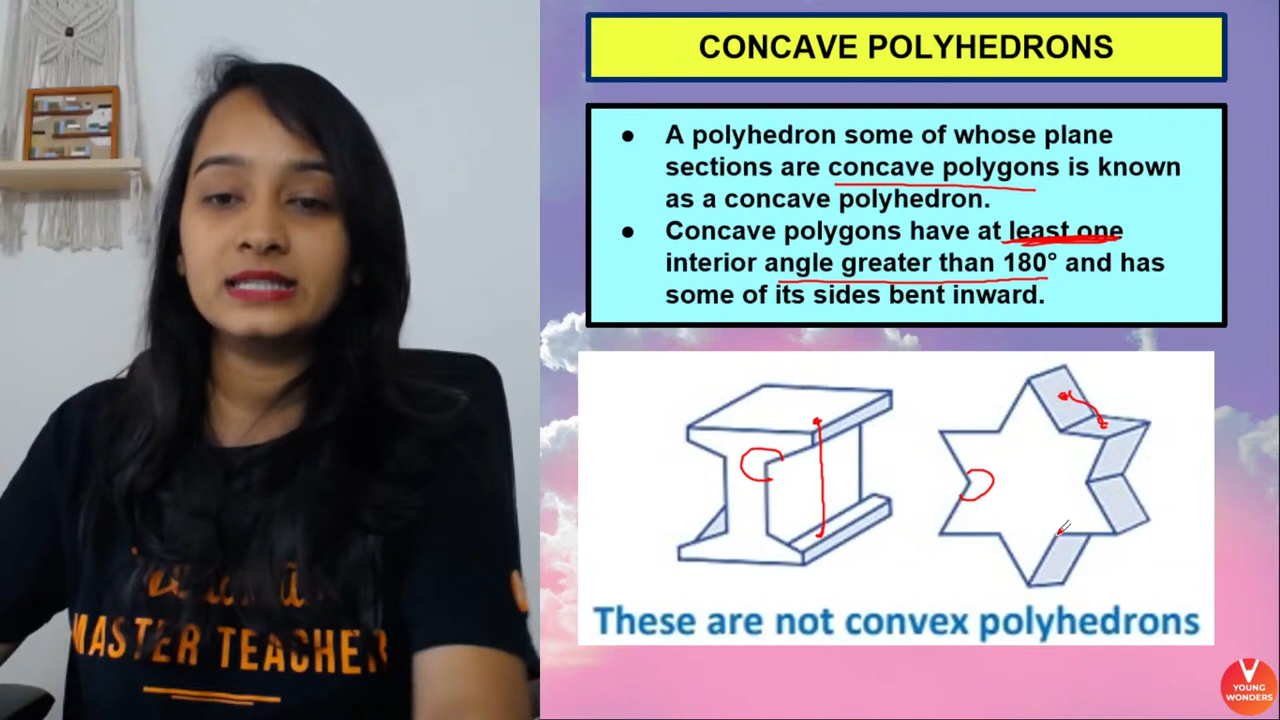 CONCAVE POLYHEDRONS
● A polyhedron some of whose plane
sections are concave polygons is known
as a concave polyhedron.
● Concave polygons have at least one
interior angle greater than 180° and has
some of its sides bent inward.
These are not convex polyhedrons
MASTER TEACHER
V
YOUNG
WONDERS